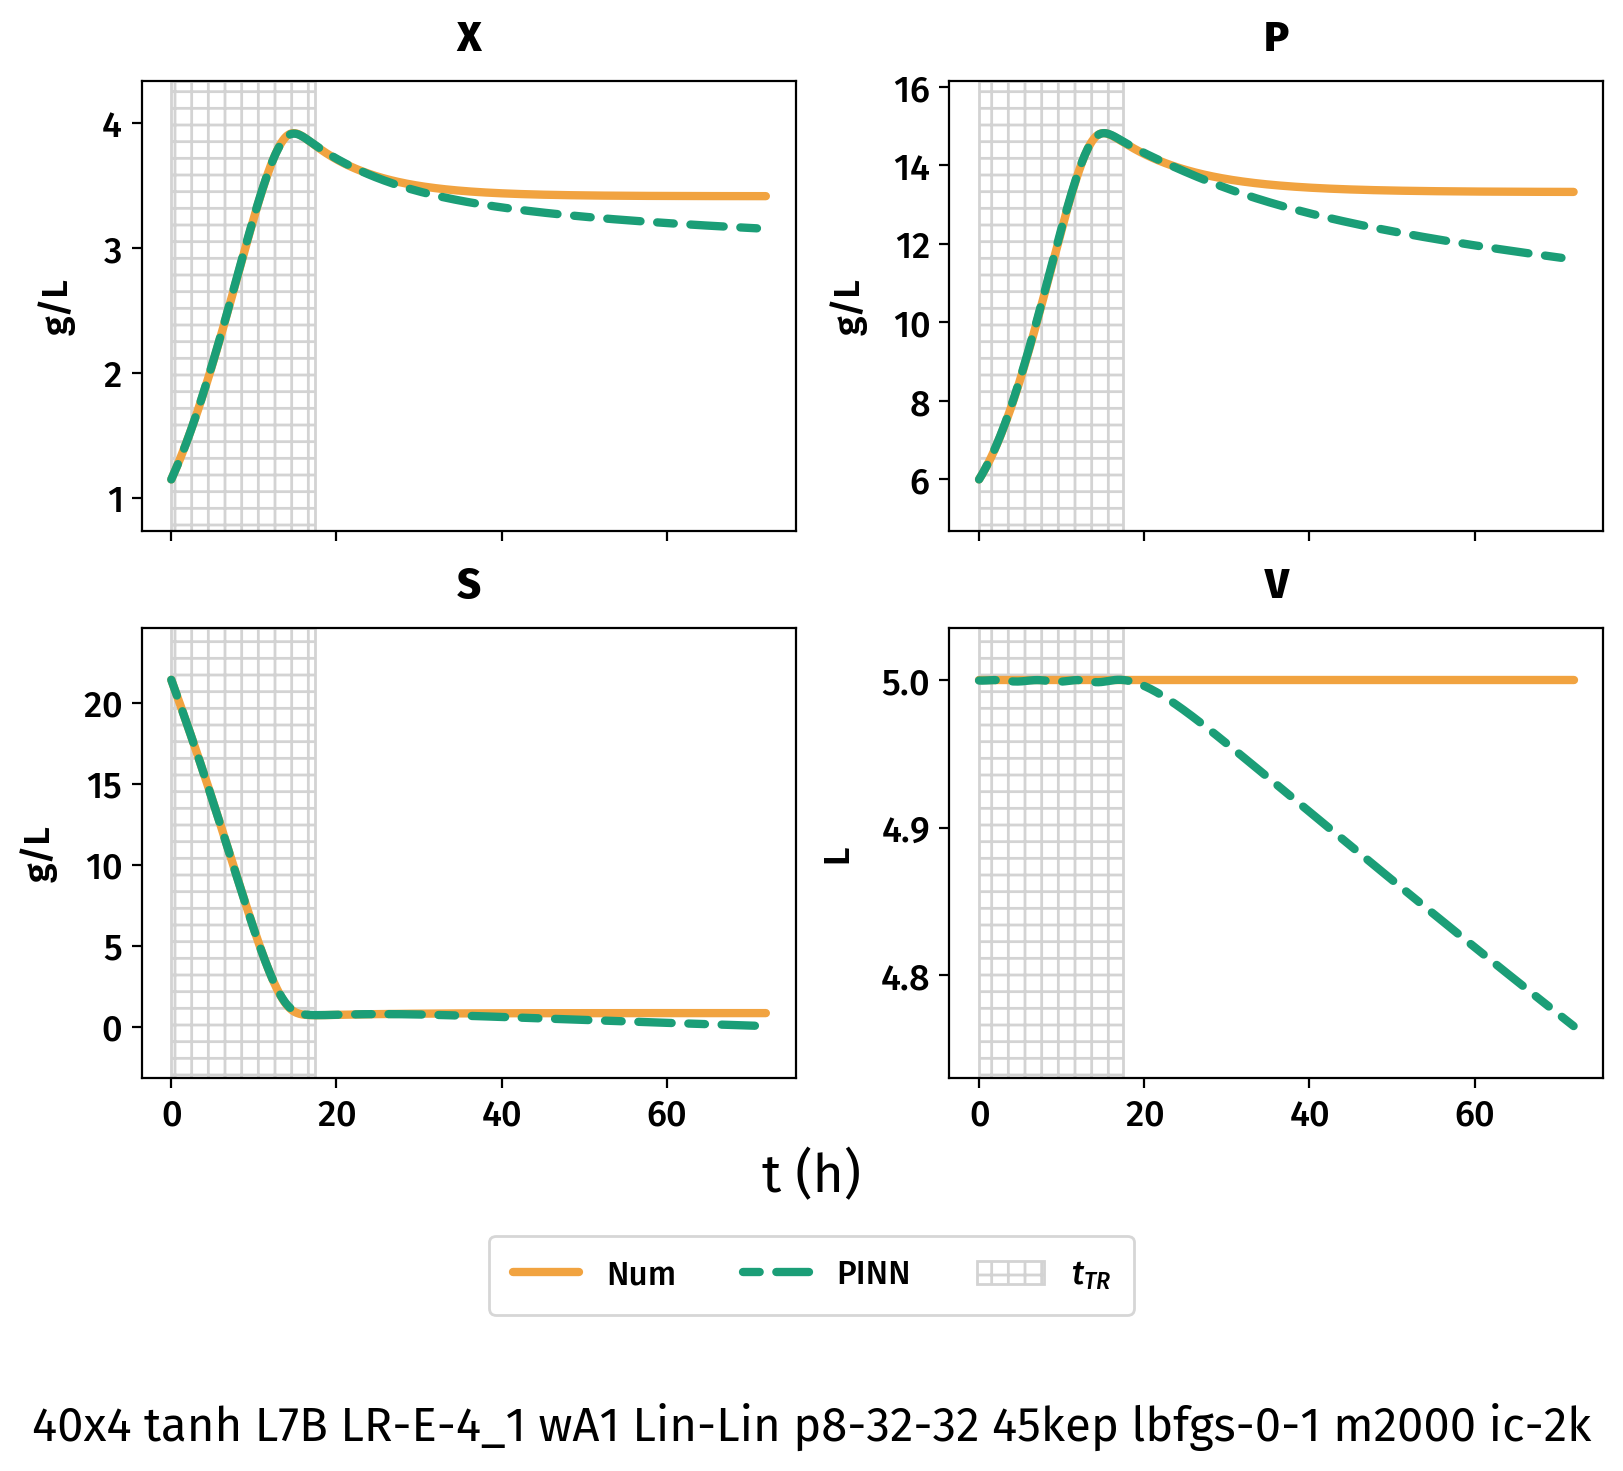 X
4
3
2
1
g/L
P
16
14
12
10
8
6
g/L
S
20
15
10
5
0
g/L
0 20 40 60
V
5.0
4.9
4.8
L
0 20 40 60
t (h)
Num PINN t_TR
40x4 tanh L7B LR-E-4_1 wA1 Lin-Lin p8-32-32 45kep lbfgs-0-1 m2000 ic-2k